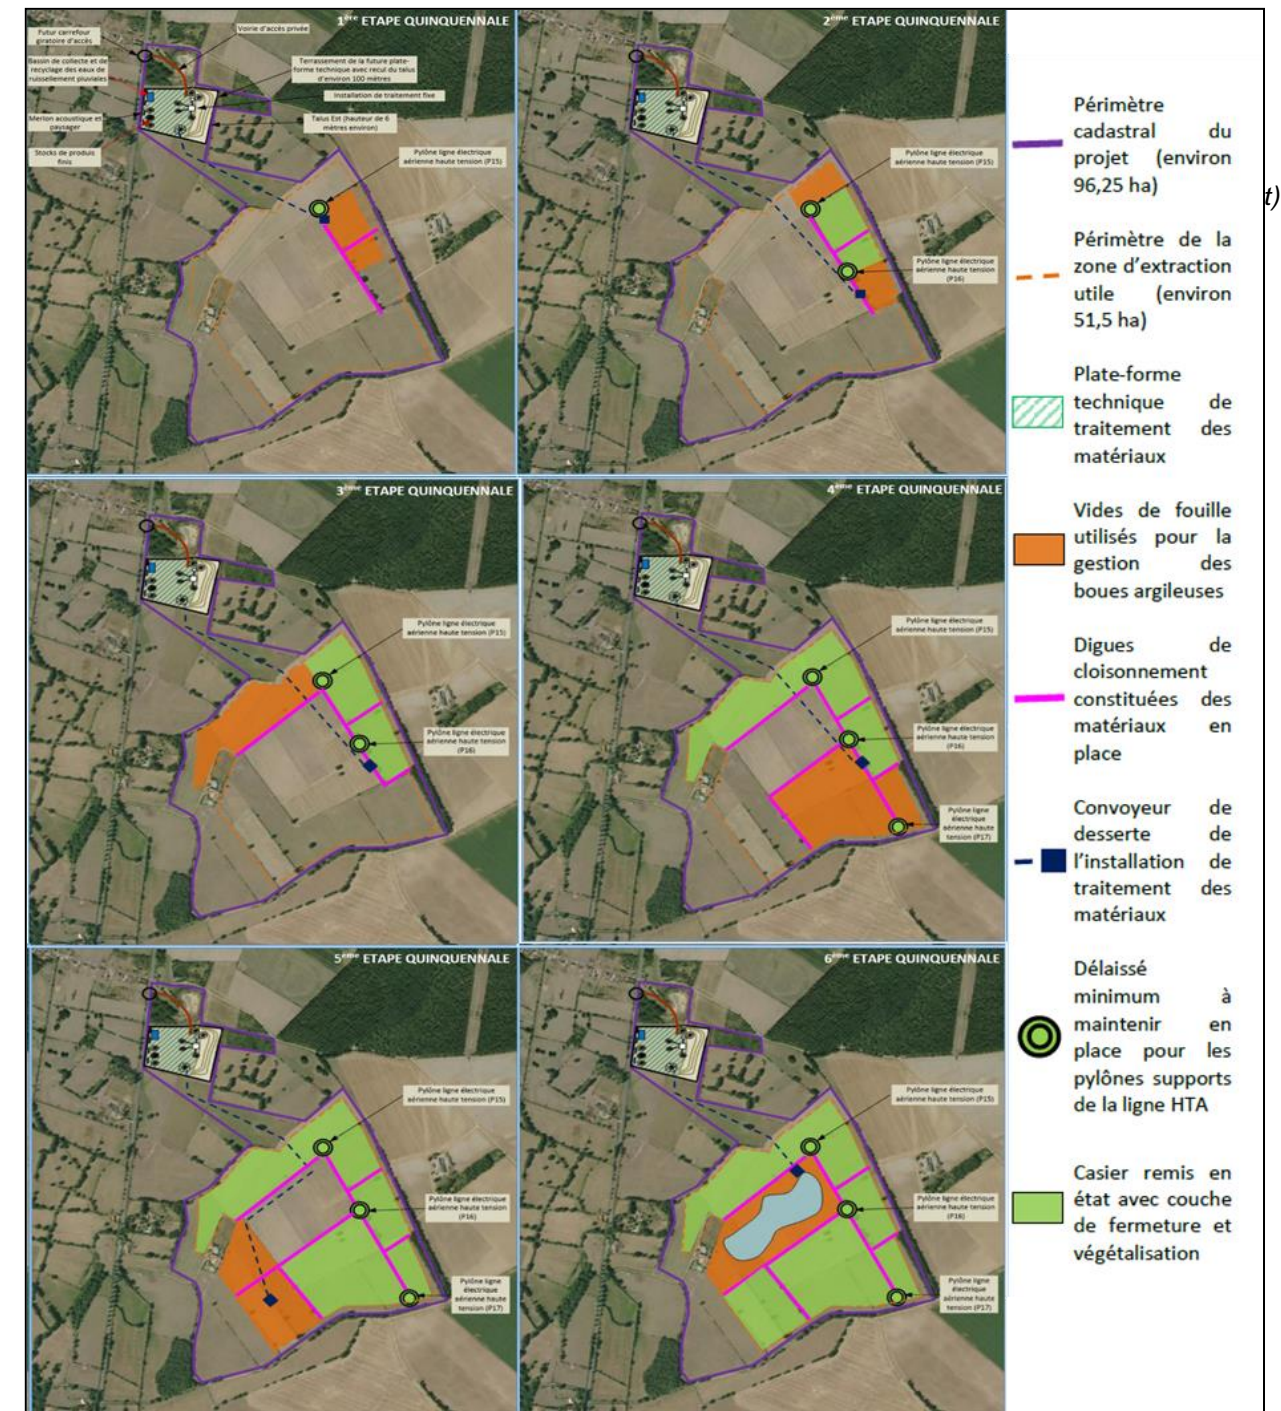 1ère ETAPE QUINQUENNALE
Futur carrefour
giratoire d'accès
Voirie d'accès privée
Bassin de collecte et de
recyclage des eaux de
ruissellement pluviales
Terrassement de la future plate-
forme technique avec recul du talus
d'environ 100 mètres
Installation de traitement fixe
Merlon acoustique et
paysager
Talus Est (hauteur de 6
mètres environ)
Stocks de produis
finis
Pylône ligne électrique
aérienne haute tension (P15)
2ème ETAPE QUINQUENNALE
Pylône ligne électrique
aérienne haute tension (P15)
Pylône ligne électrique
aérienne haute tension
(P16)
3ème ETAPE QUINQUENNALE
Pylône ligne électrique
aérienne haute tension (P15)
Pylône ligne électrique
aérienne haute tension
(P16)
4ème ETAPE QUINQUENNALE
Pylône ligne électrique
aérienne haute tension (P15)
Pylône ligne électrique
aérienne haute tension
(P16)
Pylône ligne
électrique
aérienne haute
tension (P17)
5ème ETAPE QUINQUENNALE
Pylône ligne électrique
aérienne haute tension (P15)
Pylône ligne électrique
aérienne haute tension
(P16)
Pylône ligne
électrique
aérienne haute
tension (P17)
6ème ETAPE QUINQUENNALE
Pylône ligne électrique
aérienne haute tension (P15)
Pylône ligne électrique
aérienne haute tension
(P16)
Pylône ligne
électrique
aérienne haute
tension (P17)
Périmètre
cadastral du
projet (environ
96,25 ha)
t)
Périmètre de la
zone d'extraction
utile (environ
51,5 ha)
Plate-forme
technique de
traitement des
matériaux
Vides de fouille
utilisés pour la
gestion des
boues argileuses
Digues de
cloisonnement
constituées des
matériaux en
place
Convoyeur de
desserte de
l'installation de
traitement des
matériaux
Délaissé
minimum à
maintenir en
place pour les
pylônes supports
de la ligne HTA
Casier remis en
état avec couche
de fermeture et
végétalisation